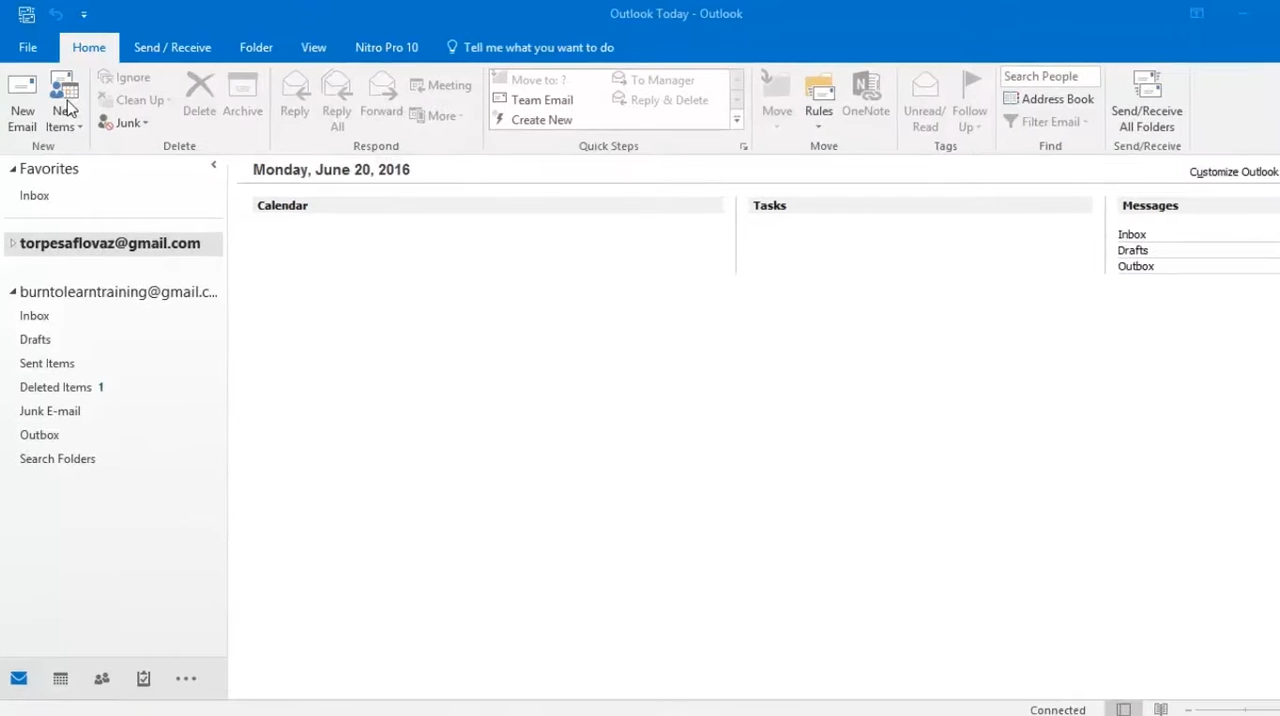 Outlook Today - Outlook
File Home Send / Receive Folder View Nitro Pro 10 Tell me what you want to do
New Email
New Items
New
Ignore
Clean Up
Junk
Delete
Archive
Delete
Reply
Reply All
Forward
Meeting
More
Respond
Move to: ?
Team Email
Create New
To Manager
Reply & Delete
Quick Steps
Move
Rules
OneNote
Move
Unread/ Read
Follow Up
Tags
Search People
Address Book
Filter Email
Find
Send/Receive All Folders
Send/Receive
Favorites
Inbox
torpesaflovaz@gmail.com
burntolearntraining@gmail.c...
Inbox
Drafts
Sent Items
Deleted Items 1
Junk E-mail
Outbox
Search Folders
Monday, June 20, 2016
Customize Outlook
Calendar
Tasks
Messages
Inbox
Drafts
Outbox
Connected